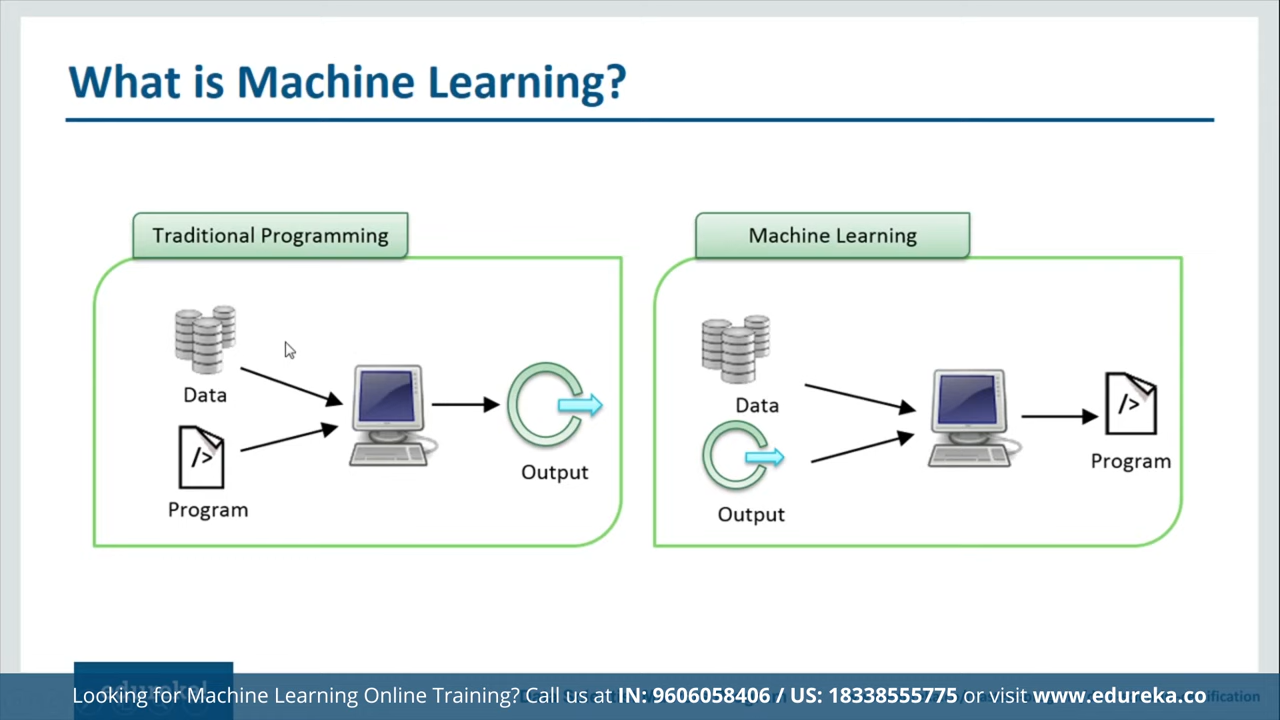 What is Machine Learning?
Traditional Programming
Data
Program
Output
Machine Learning
Data
Output
Program
</>
</>
Looking for Machine Learning Online Training? Call us at IN: 9606058406 / US: 18338555775 or visit www.edureka.co